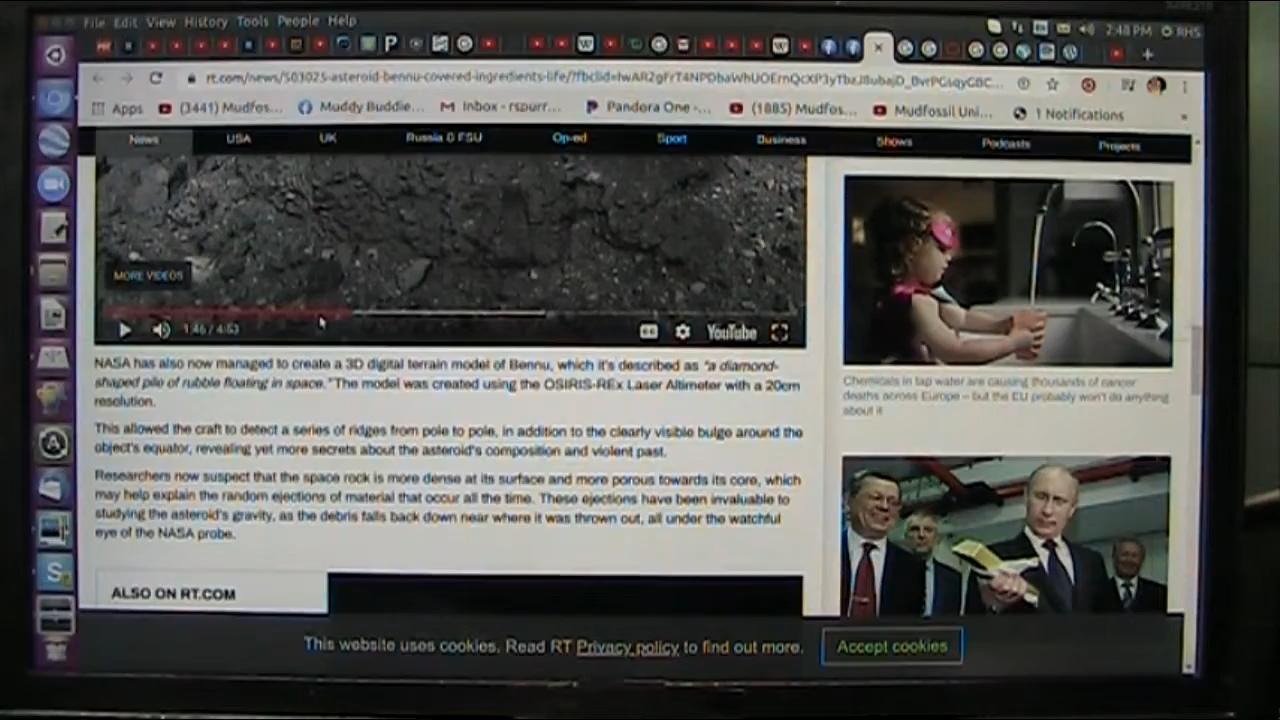 File Edit View History Tools People Help
2:48 PM RHS
rt.com/news/503025-asteroid-bennu-covered-ingredients-life/?fbclid=
Apps (3441) Mudfos... Muddy Buddie... Inbox - rspurr... Pandora One -... (1885) Mudfos... Mudfossil Uni... 1 Notifications
News USA UK Russia & FSU Op-ed Sport Business Shows Podcasts Projects
MORE VIDEOS
1:46 / 4:53 CC YouTube
NASA has also now managed to create a 3D digital terrain model of Bennu, which it's described as "a diamond-
shaped pile of rubble floating in space." The model was created using the OSIRIS-REx Laser Altimeter with a 20cm
resolution.
This allowed the craft to detect a series of ridges from pole to pole, in addition to the clearly visible bulge around the
object's equator, revealing yet more secrets about the asteroid's composition and violent past.
Researchers now suspect that the space rock is more dense at its surface and more porous towards its core, which
may help explain the random ejections of material that occur all the time. These ejections have been invaluable to
studying the asteroid's gravity, as the debris falls back down near where it was thrown out, all under the watchful
eye of the NASA probe.
ALSO ON RT.COM
Chemicals in tap water are causing thousands of cancer
deaths across Europe – but the EU probably won't do anything
about it
This website uses cookies. Read RT Privacy policy to find out more.
Accept cookies